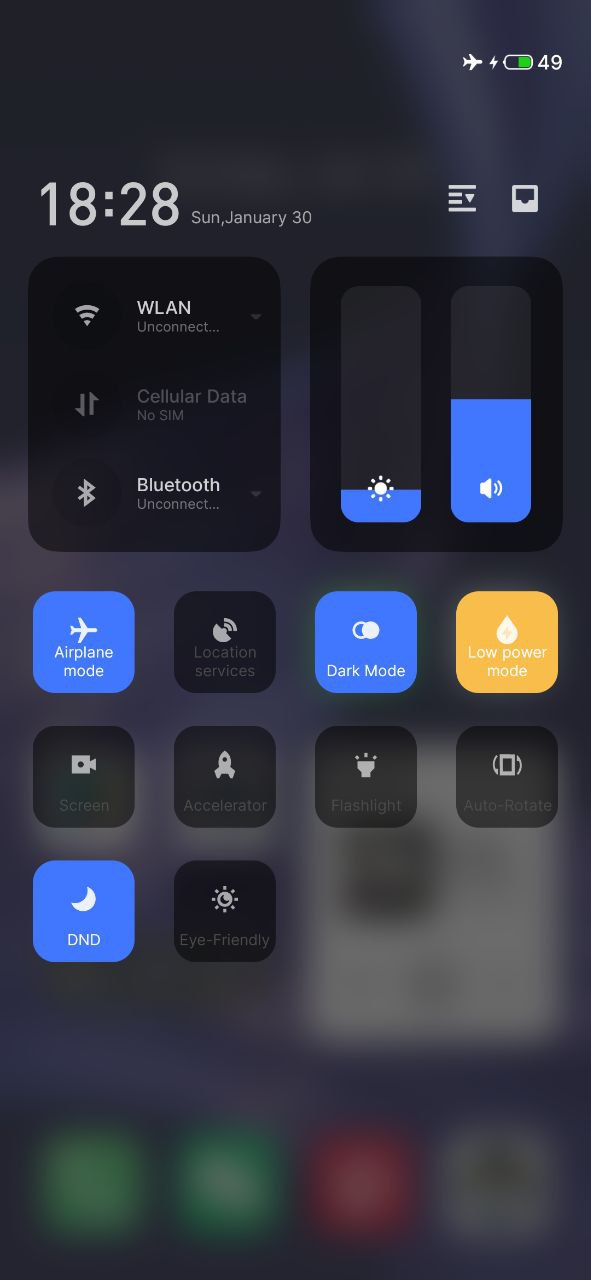 49
18:28 Sun,January 30
WLAN
Unconnect...
Cellular Data
No SIM
Bluetooth
Unconnect...
Airplane
mode
Location
services
Dark Mode
Low power
mode
Screen
Accelerator
Flashlight
Auto-Rotate
DND
Eye-Friendly